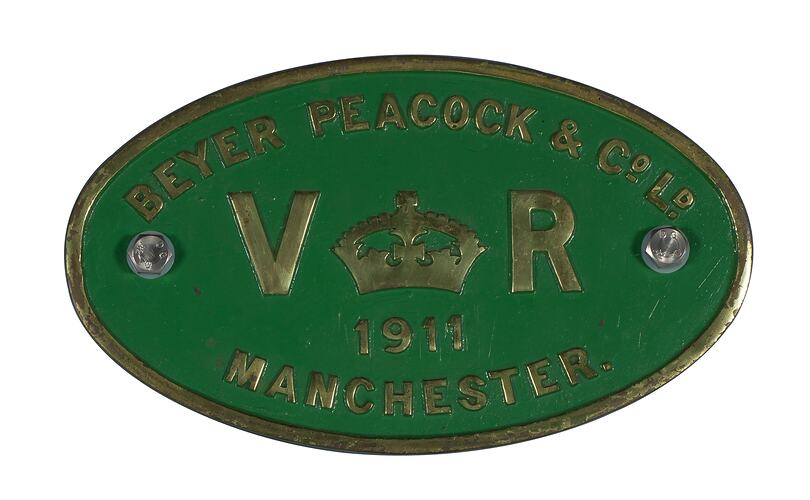 BEYER PEACOCK & Co LD.
V R
1911
MANCHESTER.